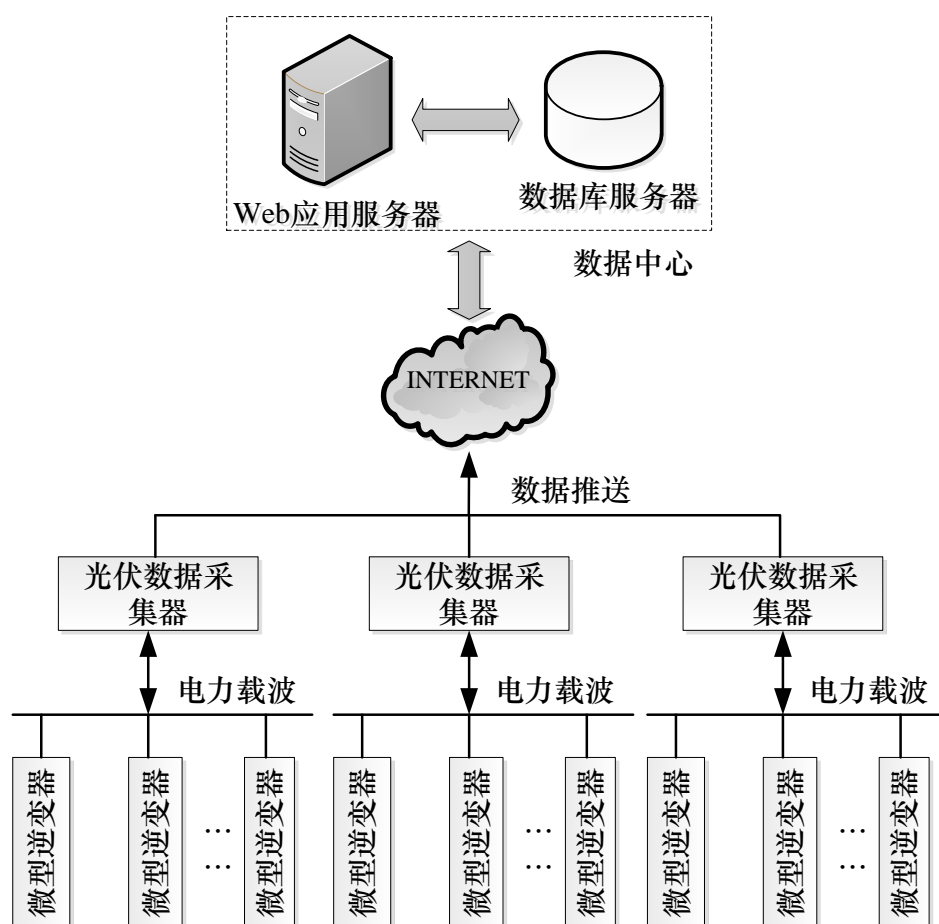 Web应用服务器
数据库服务器
数据中心
INTERNET
数据推送
光伏数据采
集器
光伏数据采
集器
光伏数据采
集器
电力载波
电力载波
电力载波
微型逆变器
微型逆变器
……
微型逆变器
微型逆变器
微型逆变器
……
微型逆变器
微型逆变器
微型逆变器
……
微型逆变器